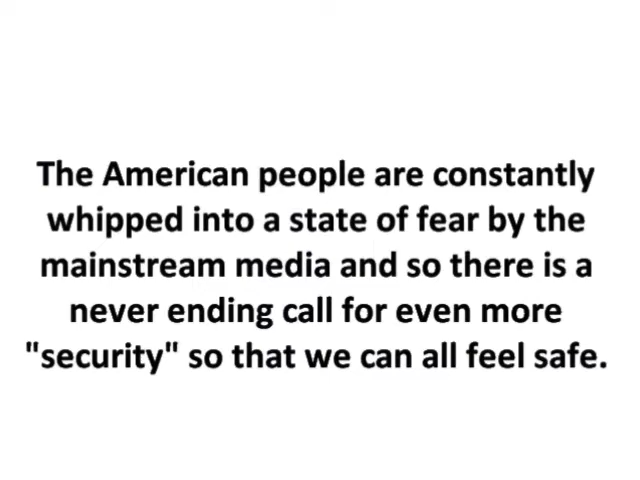 The American people are constantly
whipped into a state of fear by the
mainstream media and so there is a
never ending call for even more
"security" so that we can all feel safe.